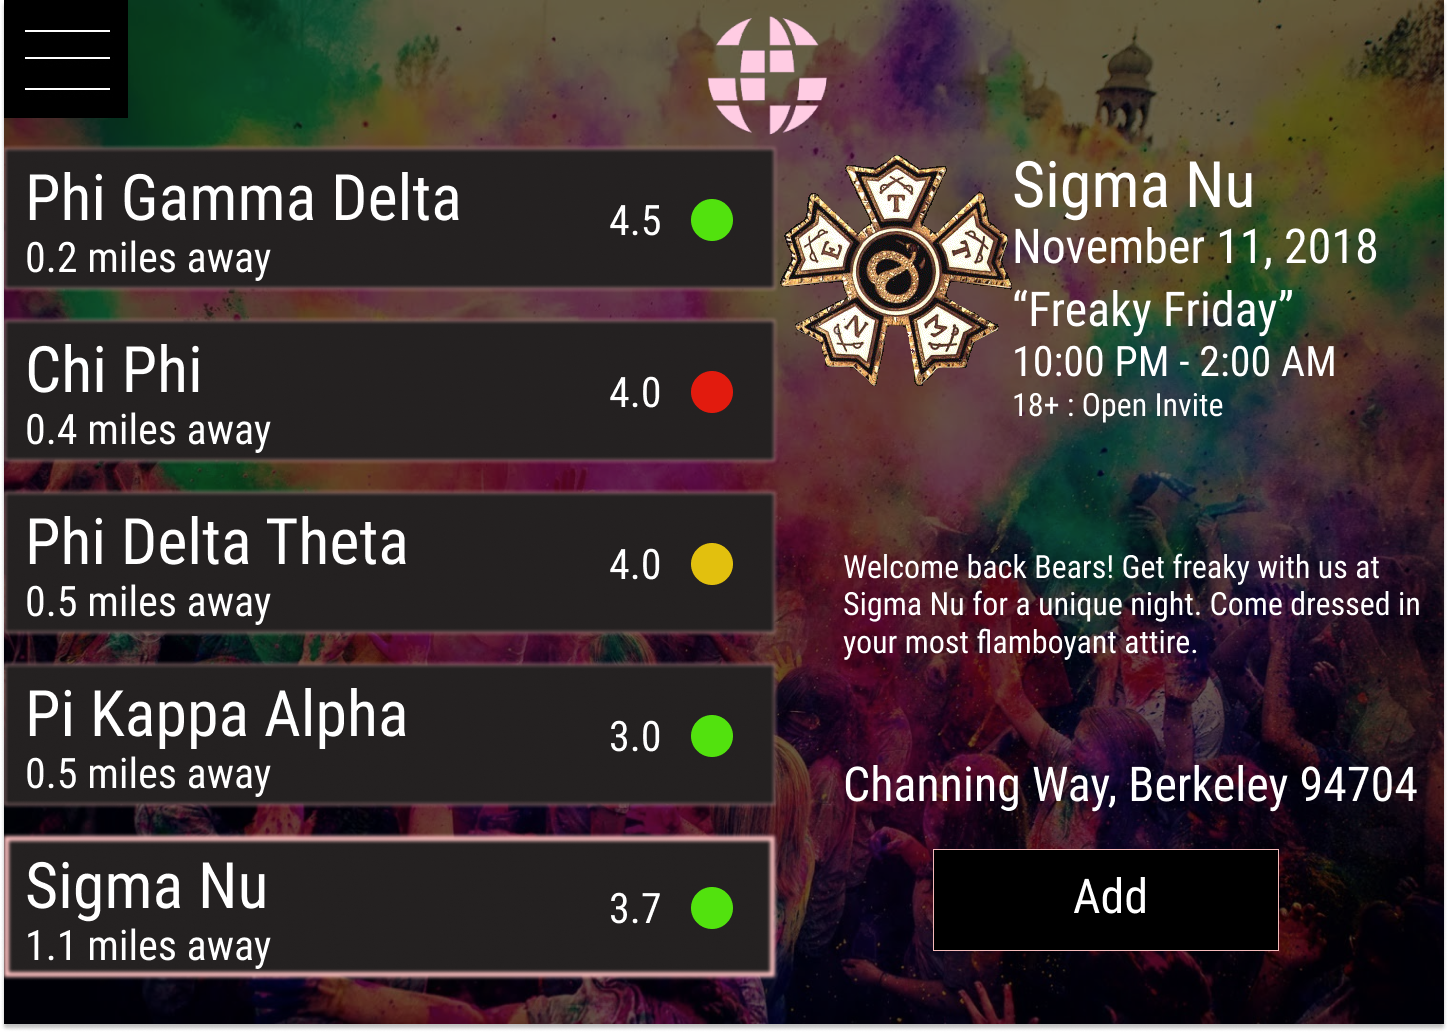 Phi Gamma Delta
0.2 miles away
4.5
Chi Phi
0.4 miles away
4.0
Phi Delta Theta
0.5 miles away
4.0
Pi Kappa Alpha
0.5 miles away
3.0
Sigma Nu
1.1 miles away
3.7
Sigma Nu
November 11, 2018
“Freaky Friday”
10:00 PM - 2:00 AM
18+ : Open Invite
Welcome back Bears! Get freaky with us at
Sigma Nu for a unique night. Come dressed in
your most flamboyant attire.
Channing Way, Berkeley 94704
Add